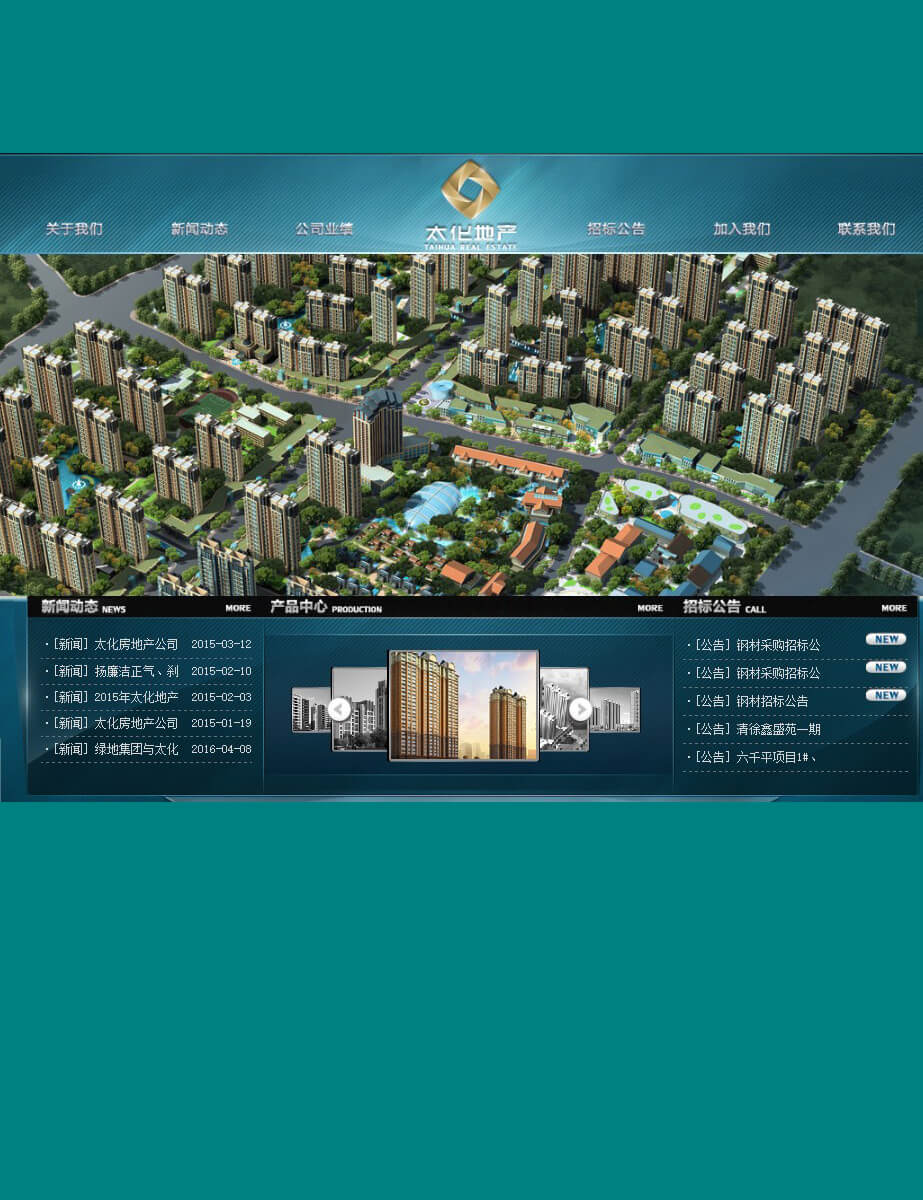 关于我们 新闻动态 公司业绩 太化地产 招标公告 加入我们 联系我们
TAIHUA REAL ESTATE
新闻动态 NEWS MORE
·[新闻] 太化房地产公司 2015-03-12
·[新闻] 扬廉洁正气、刹 2015-02-10
·[新闻] 2015年太化地产 2015-02-03
·[新闻] 太化房地产公司 2015-01-19
·[新闻] 绿地集团与太化 2016-04-08
产品中心 PRODUCTION MORE
招标公告 CALL MORE
·[公告] 钢材采购招标公 NEW
·[公告] 钢材采购招标公 NEW
·[公告] 钢材招标公告 NEW
·[公告] 清徐鑫盛苑一期
·[公告] 六千平项目1#、